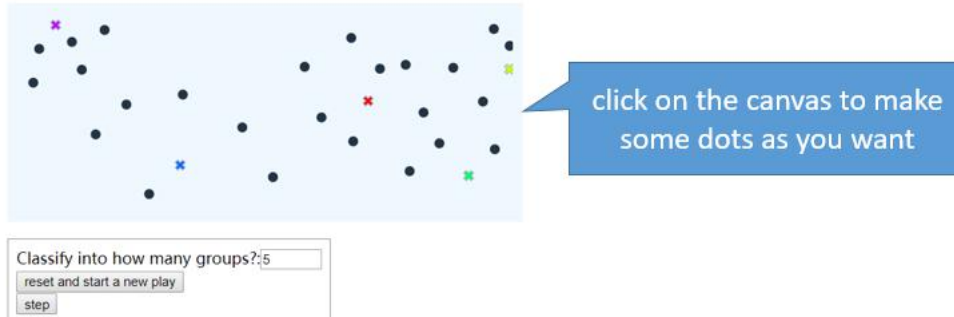 click on the canvas to make
some dots as you want
Classify into how many groups?:5
reset and start a new play
step